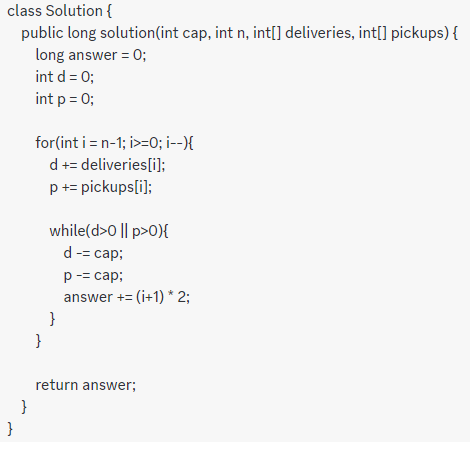 class Solution {
public long solution(int cap, int n, int[] deliveries, int[] pickups) {
long answer = 0;
int d = 0;
int p = 0;
for(int i = n-1; i>=0; i--){
d += deliveries[i];
p += pickups[i];
while(d>0 || p>0){
d -= cap;
p -= cap;
answer += (i+1) * 2;
}
}
return answer;
}
}